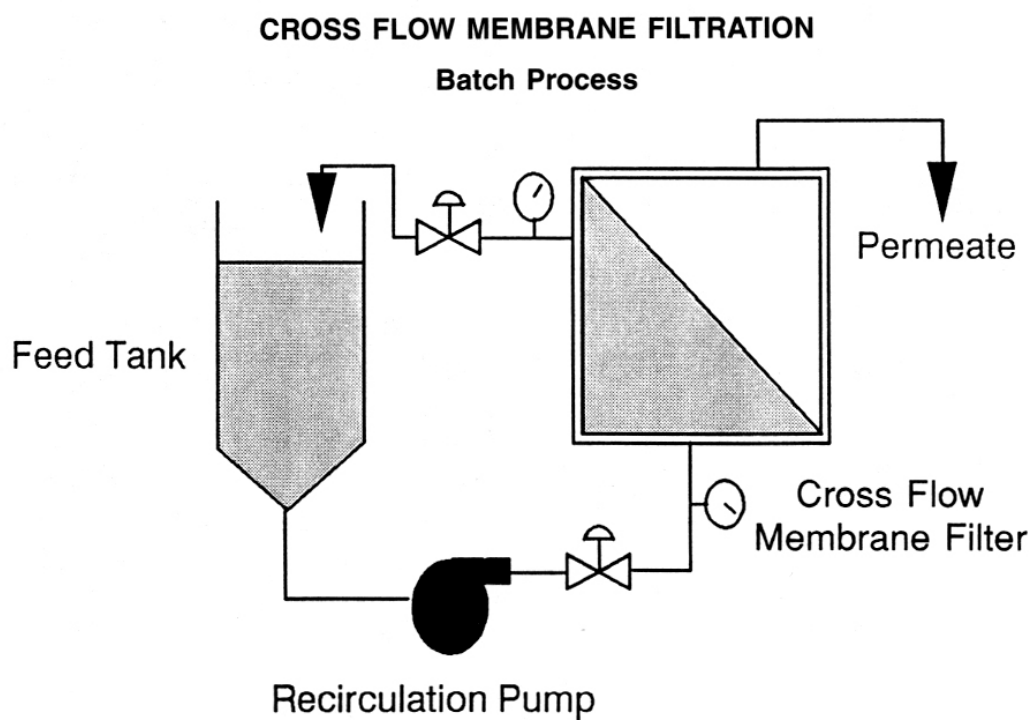 CROSS FLOW MEMBRANE FILTRATION
Batch Process
Permeate
Feed Tank
Cross Flow
Membrane Filter
Recirculation Pump